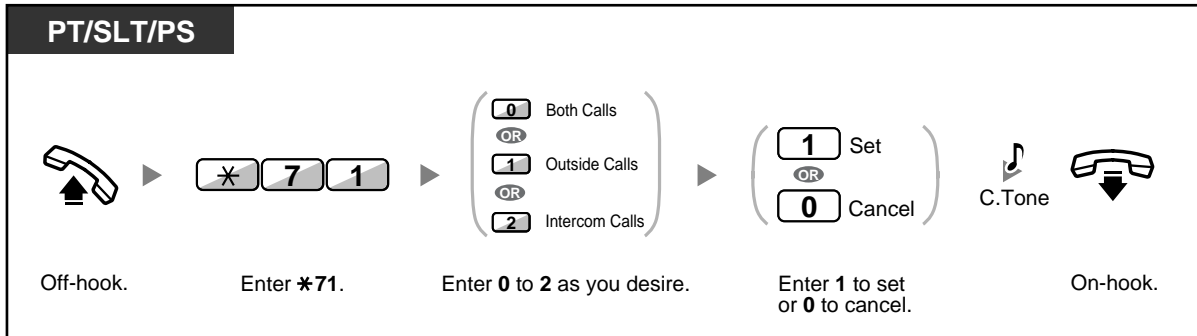 PT/SLT/PS
0 Both Calls
OR
1 Outside Calls
OR
2 Intercom Calls
1 Set
OR
0 Cancel
* 7 1
C.Tone
Off-hook.
Enter *71.
Enter 0 to 2 as you desire.
Enter 1 to set
or 0 to cancel.
On-hook.